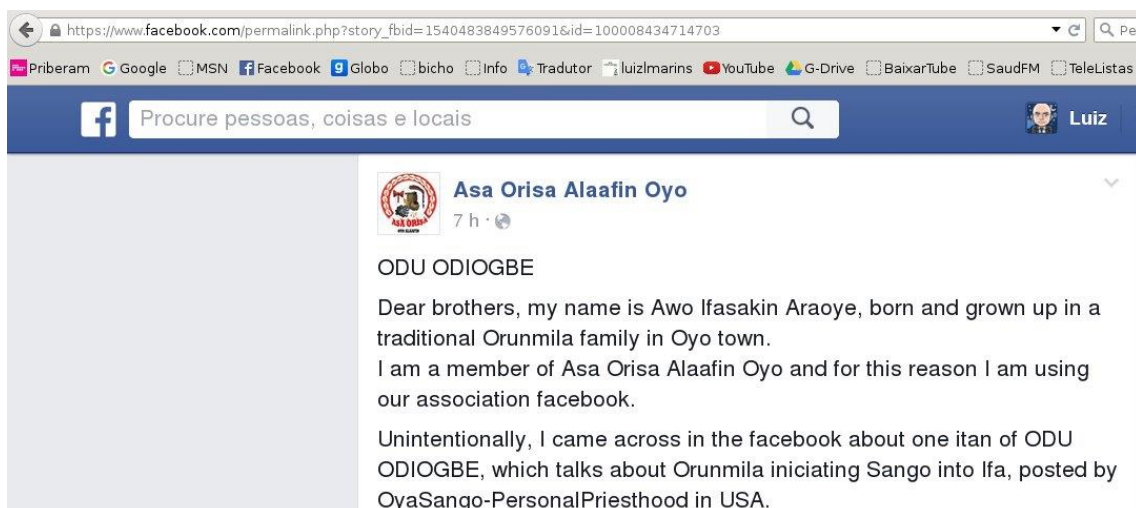 https://www.facebook.com/permalink.php?story_fbid=1540483849576091&id=100008434714703 Pe
Priberam Google MSN Facebook Globo bicho Info Tradutor luizlmarins YouTube G-Drive BaixarTube SaudFM TeleListas
Procure pessoas, coisas e locais Luiz
Asa Orisa Alaafin Oyo
7 h ·
ODU ODIOGBE
Dear brothers, my name is Awo Ifasakin Araoye, born and grown up in a
traditional Orunmila family in Oyo town.
I am a member of Asa Orisa Alaafin Oyo and for this reason I am using
our association facebook.
Unintentionally, I came across in the facebook about one itan of ODU
ODIOGBE, which talks about Orunmila iniciating Sango into Ifa, posted by
OyaSango-PersonalPriesthood in USA.